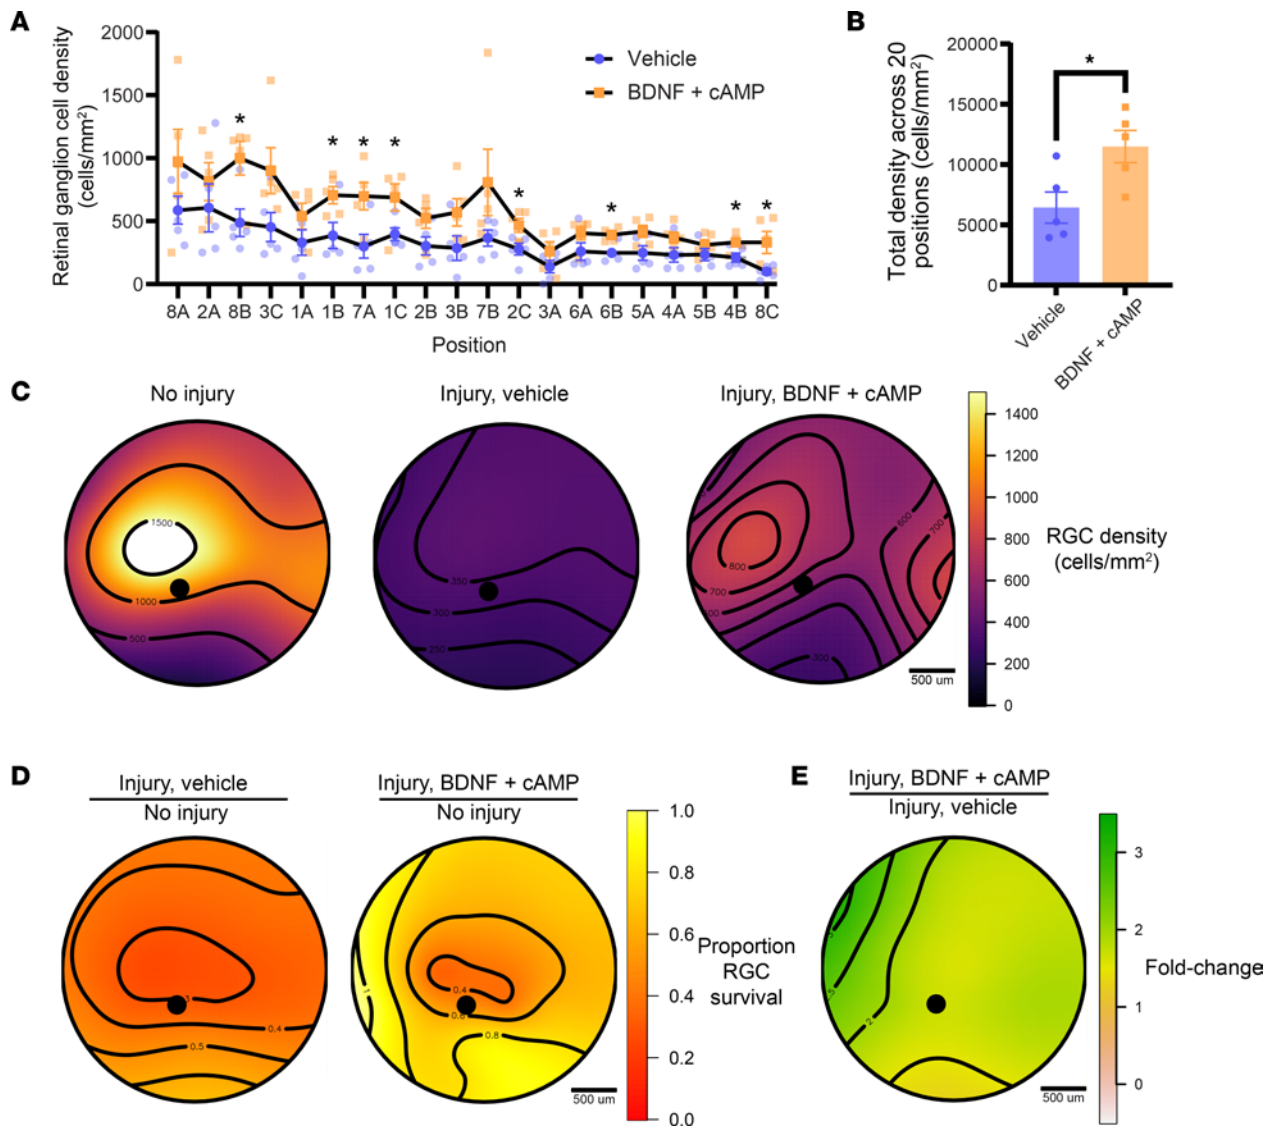 A
Retinal ganglion cell density
(cells/mm²)
2000
1500
1000
500
0
Vehicle
BDNF + cAMP
*
*
*
*
*
*
*
*
8A 2A 8B 3C 1A 1B 7A 1C 2B 3B 7B 2C 3A 6A 6B 5A 4A 5B 4B 8C
Position
B
Total density across 20
positions (cells/mm²)
20000
15000
10000
5000
0
*
Vehicle
BDNF + cAMP
C
No injury
1500
1000
500
Injury, vehicle
350
300
250
Injury, BDNF + cAMP
800
700
600
700
300
500 um
1400
1200
1000
800
600
400
200
0
RGC density
(cells/mm²)
D
Injury, vehicle
No injury
0.4
0.5
Injury, BDNF + cAMP
No injury
0.4
0.8
1
500 um
1.0
0.8
0.6
0.4
0.2
0.0
Proportion
RGC
survival
E
Injury, BDNF + cAMP
Injury, vehicle
2
500 um
3
2
1
0
Fold-change